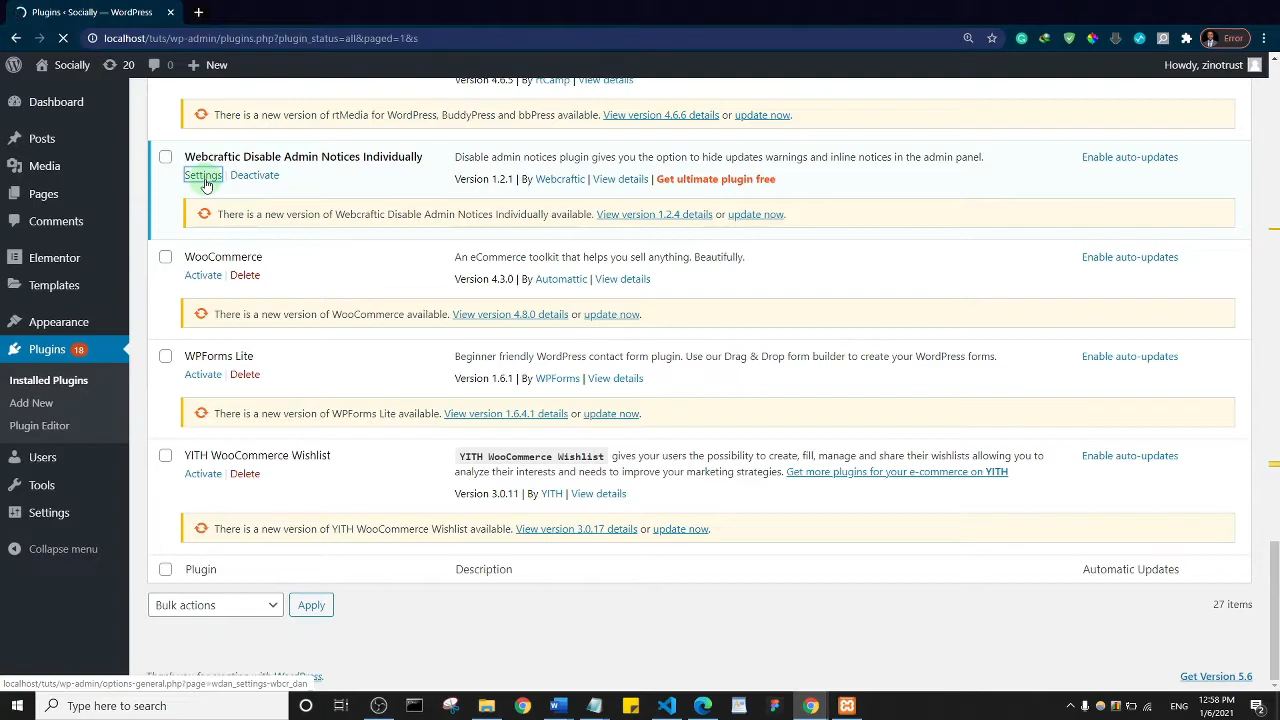 Plugins ‹ Socially — WordPress
localhost/tuts/wp-admin/plugins.php?plugin_status=all&paged=1&s
Error
Socially 20 0 New
Howdy, zinotrust
Dashboard
Posts
Media
Pages
Comments
Elementor
Templates
Appearance
Plugins 18
Installed Plugins
Add New
Plugin Editor
Users
Tools
Settings
Collapse menu
Version 4.6.5 | By rtCamp | View details
There is a new version of rtMedia for WordPress, BuddyPress and bbPress available. View version 4.6.6 details or update now.
Webcraftic Disable Admin Notices Individually
Settings | Deactivate
Disable admin notices plugin gives you the option to hide updates warnings and inline notices in the admin panel.
Version 1.2.1 | By Webcraftic | View details | Get ultimate plugin free
Enable auto-updates
There is a new version of Webcraftic Disable Admin Notices Individually available. View version 1.2.4 details or update now.
WooCommerce
Activate | Delete
An eCommerce toolkit that helps you sell anything. Beautifully.
Version 4.3.0 | By Automattic | View details
Enable auto-updates
There is a new version of WooCommerce available. View version 4.8.0 details or update now.
WPForms Lite
Activate | Delete
Beginner friendly WordPress contact form plugin. Use our Drag & Drop form builder to create your WordPress forms.
Version 1.6.1 | By WPForms | View details
Enable auto-updates
There is a new version of WPForms Lite available. View version 1.6.4.1 details or update now.
YITH WooCommerce Wishlist
Activate | Delete
YITH WooCommerce Wishlist gives your users the possibility to create, fill, manage and share their wishlists allowing you to
analyze their interests and needs to improve your marketing strategies. Get more plugins for your e-commerce on YITH
Version 3.0.11 | By YITH | View details
Enable auto-updates
There is a new version of YITH WooCommerce Wishlist available. View version 3.0.17 details or update now.
Plugin Description Automatic Updates
Bulk actions Apply 27 items
Thank you for creating with WordPress.
Get Version 5.6
localhost/tuts/wp-admin/options-general.php?page=wdan_settings-wbcr_dan
Type here to search
ENG
12:58 PM
1/6/2021
2